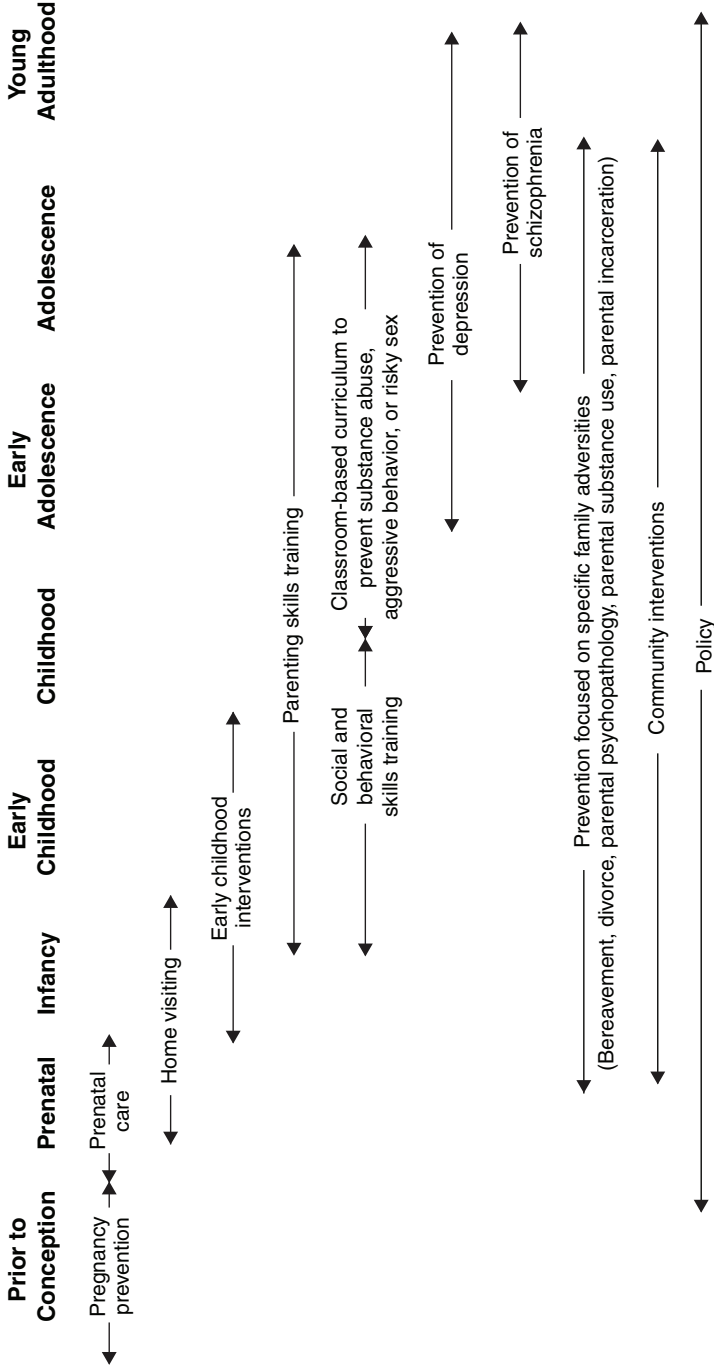 Prior to
Conception
Prenatal
Infancy
Early
Childhood
Childhood
Early
Adolescence
Adolescence
Young
Adulthood
Pregnancy
prevention
Prenatal
care
Home visiting
Early childhood
interventions
Parenting skills training
Social and
behavioral
skills training
Classroom-based curriculum to
prevent substance abuse,
aggressive behavior, or risky sex
Prevention of
depression
Prevention of
schizophrenia
Prevention focused on specific family adversities
(Bereavement, divorce, parental psychopathology, parental substance use, parental incarceration)
Community interventions
Policy